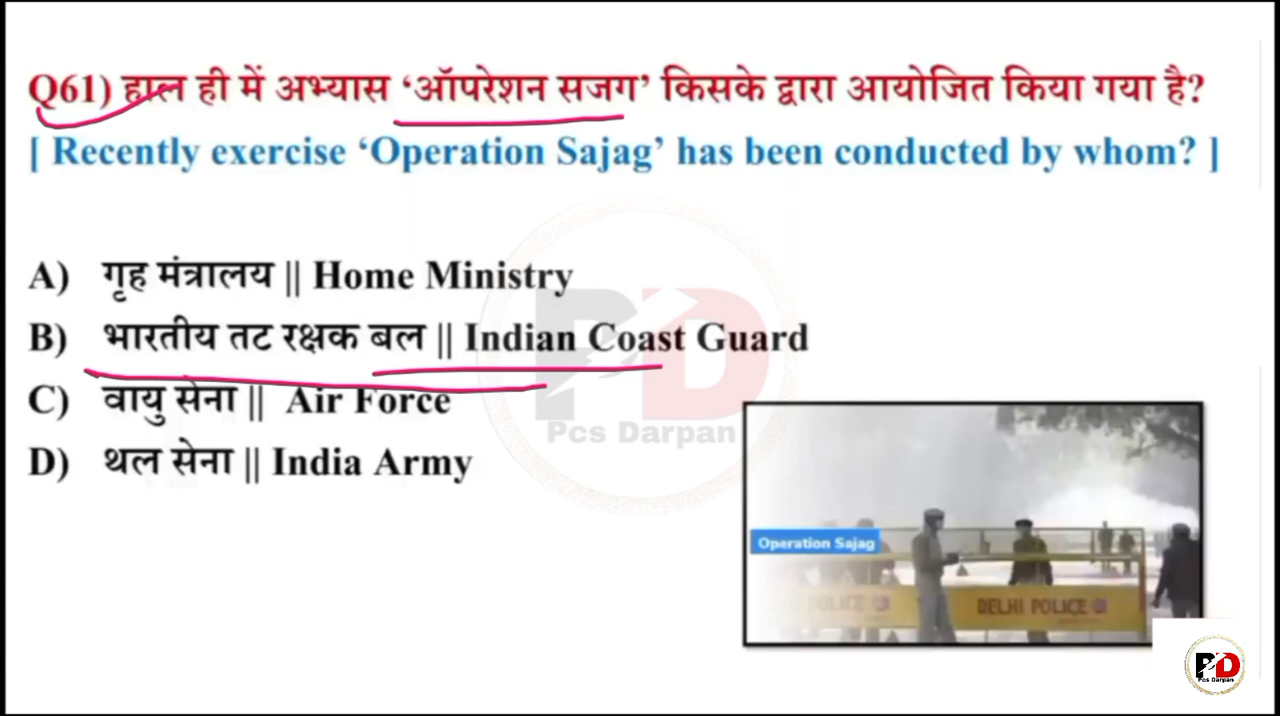 Q61) हाल ही में अभ्यास ‘ऑपरेशन सजग’ किसके द्वारा आयोजित किया गया है?
[ Recently exercise ‘Operation Sajag’ has been conducted by whom? ]
A) गृह मंत्रालय || Home Ministry
B) भारतीय तट रक्षक बल || Indian Coast Guard
C) वायु सेना || Air Force
D) थल सेना || India Army
PD
Pcs Darpan
Operation Sajag
POLICE
DELHI POLICE
PD
Pcs Darpan